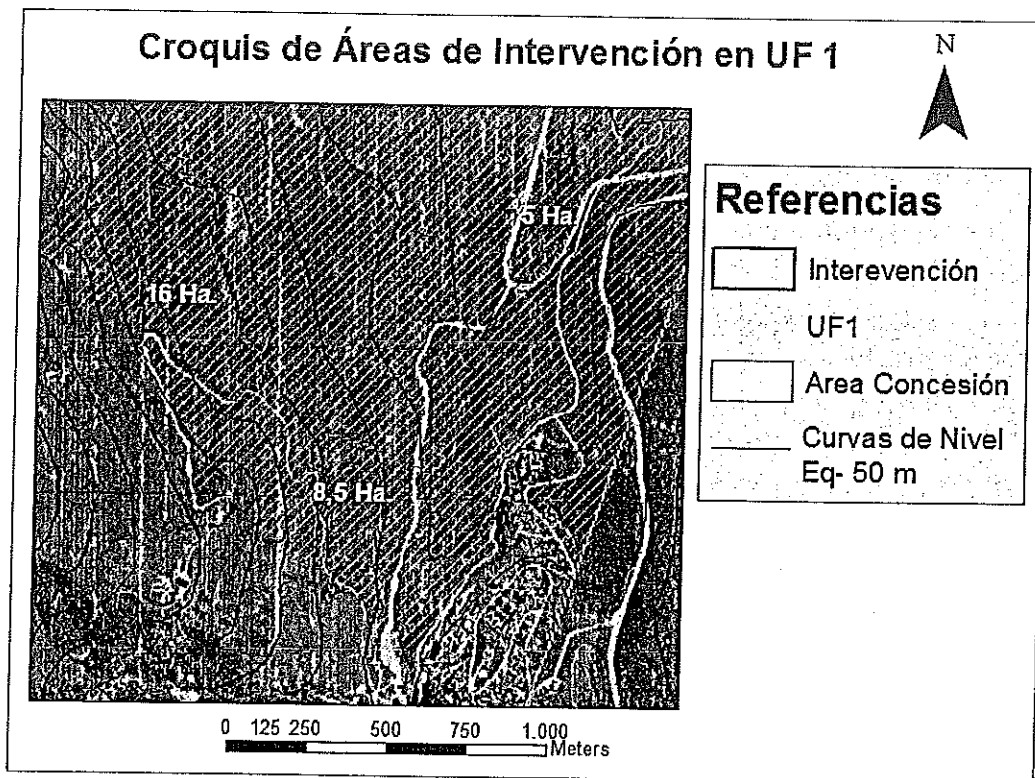 Croquis de Áreas de Intervención en UF 1
N
5 Ha.
16 Ha.
8.5 Ha.
Referencias
Interevención
UF1
Area Concesión
Curvas de Nivel
Eq- 50 m
0 125 250 500 750 1.000
Meters